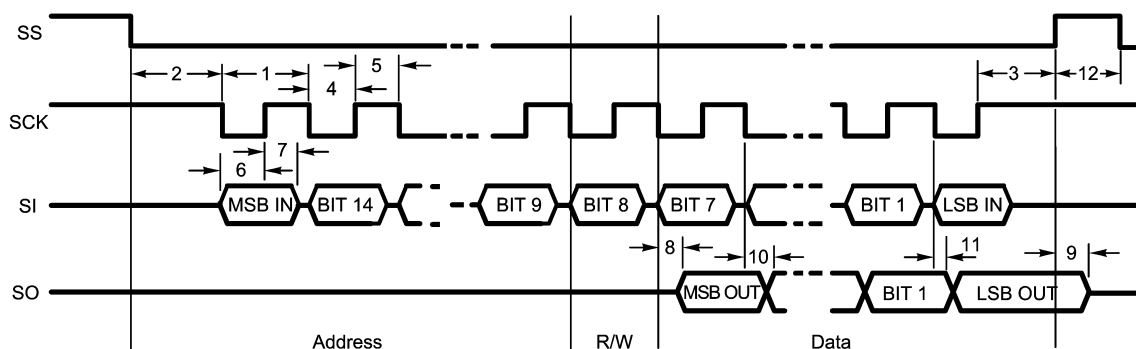 SS
2 1 5 4 3 12
SCK
7 6
SI MSB IN BIT 14 BIT 9 BIT 8 BIT 7 BIT 1 LSB IN
8 10 11 9
SO MSB OUT BIT 1 LSB OUT
Address R/W Data